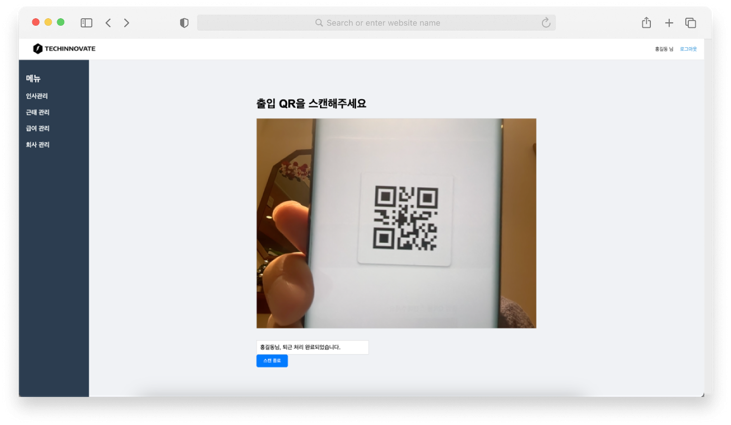 Search or enter website name
TECHINNOVATE
홍길동 님 로그아웃
메뉴
인사관리
근태 관리
급여 관리
회사 관리
출입 QR을 스캔해주세요
홍길동님, 퇴근 처리 완료되었습니다.
스캔 종료